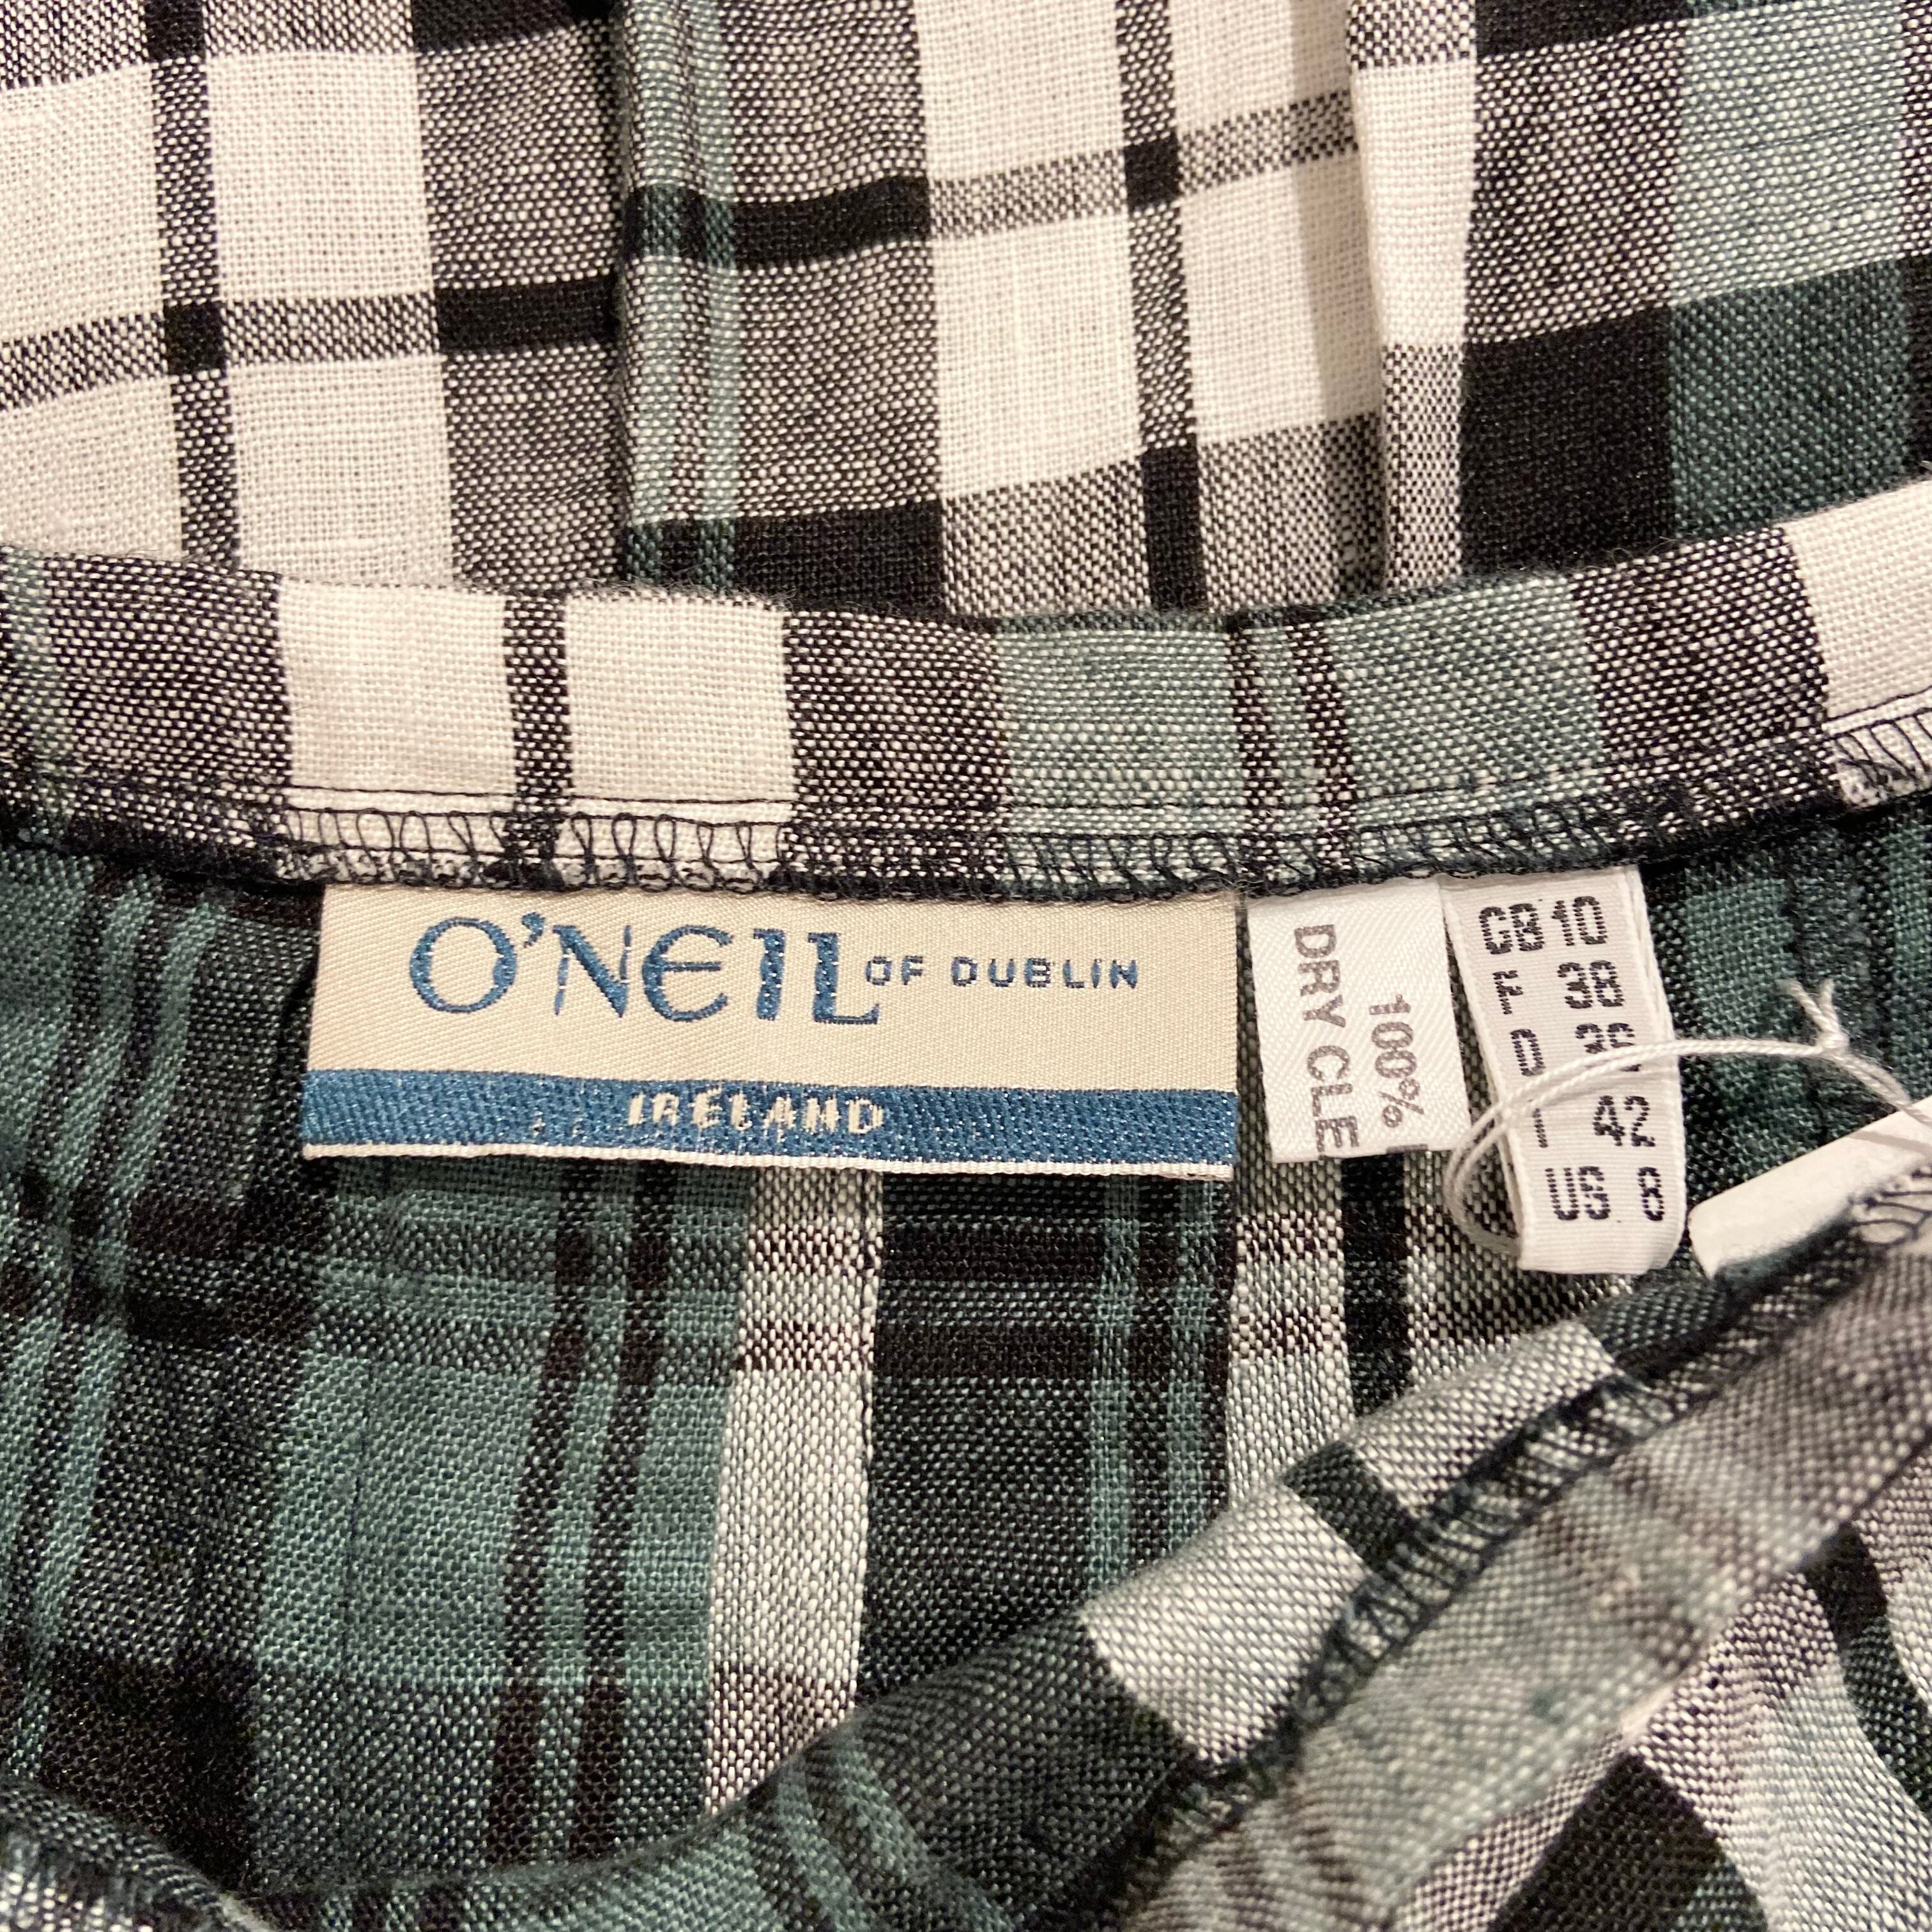 O'NEIL OF DUBLIN
IRELAND
100%
DRY CLE
GB 10
F 38
D 36
I 42
US 8